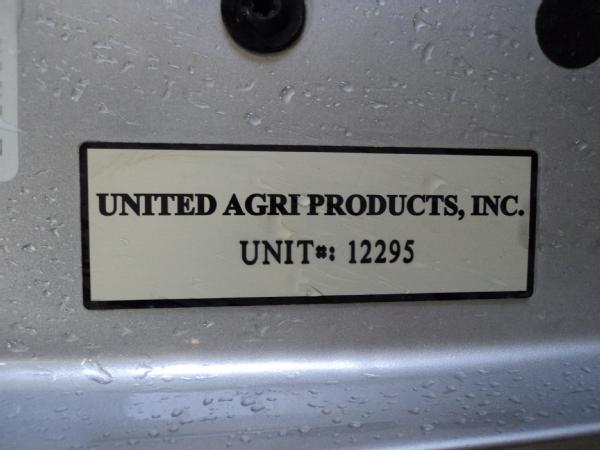 UNITED AGRI PRODUCTS, INC.
UNIT#: 12295